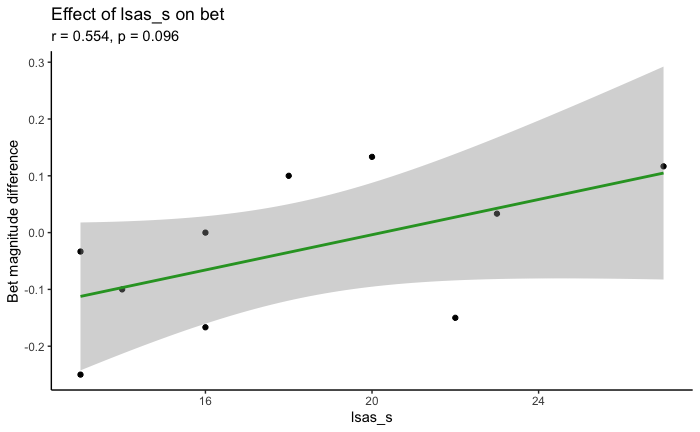 Effect of lsas_s on bet
r = 0.554, p = 0.096
0.3
0.2
0.1
0.0
-0.1
-0.2
Bet magnitude difference
16 20 24
lsas_s